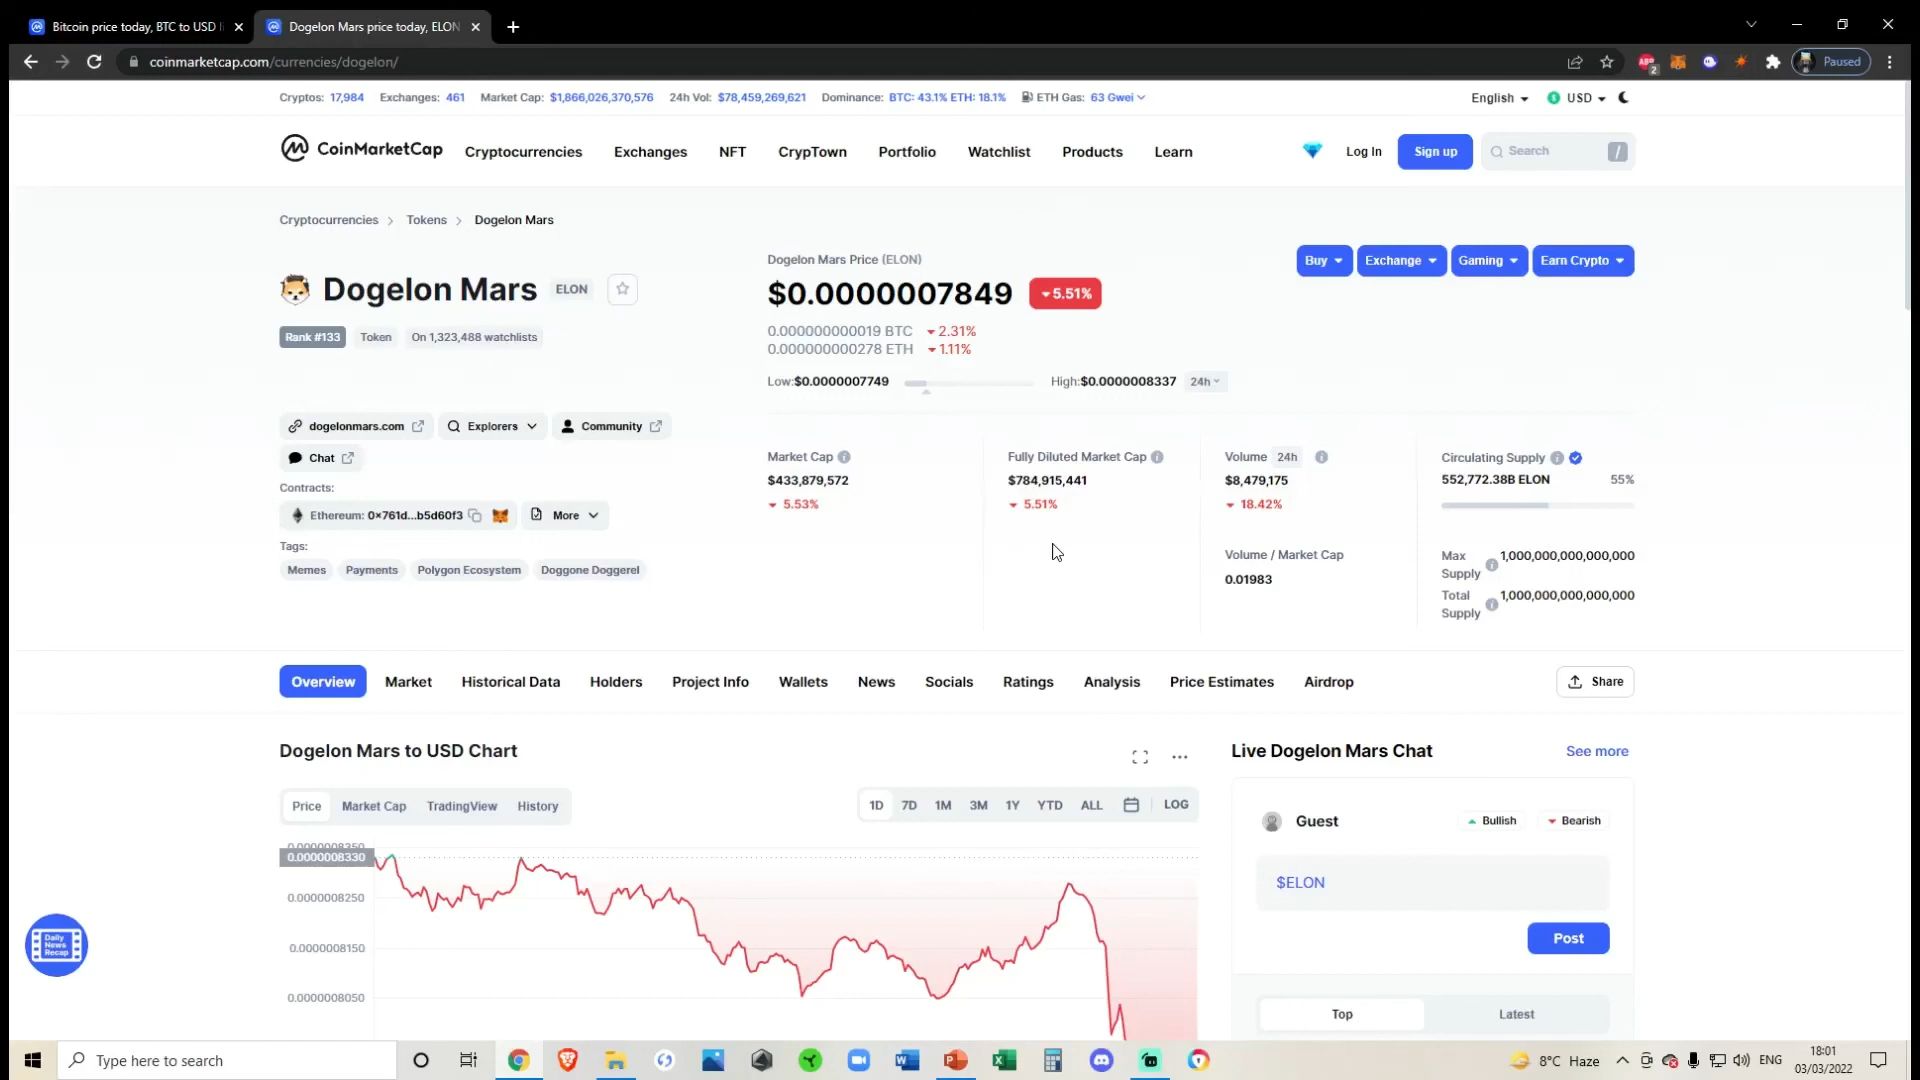 Bitcoin price today, BTC to USD
Dogelon Mars price today, ELON
coinmarketcap.com/currencies/dogelon/
ABP
2
Paused
Cryptos: 17,984 Exchanges: 461 Market Cap: $1,866,026,370,576 24h Vol: $78,459,269,621 Dominance: BTC: 43.1% ETH: 18.1% ETH Gas: 63 Gwei
English USD
CoinMarketCap Cryptocurrencies Exchanges NFT CrypTown Portfolio Watchlist Products Learn
Log In Sign up Search /
Cryptocurrencies > Tokens > Dogelon Mars
Dogelon Mars ELON
Rank #133 Token On 1,323,488 watchlists
dogelonmars.com Explorers Community
Chat
Contracts:
Ethereum: 0x761d...b5d60f3 More
Tags:
Memes Payments Polygon Ecosystem Doggone Doggerel
Dogelon Mars Price (ELON)
$0.0000007849 5.51%
0.000000000019 BTC 2.31%
0.000000000278 ETH 1.11%
Low:$0.0000007749 High:$0.0000008337 24h
Buy Exchange Gaming Earn Crypto
Market Cap
$433,879,572
5.53%
Fully Diluted Market Cap
$784,915,441
5.51%
Volume 24h
$8,479,175
18.42%
Volume / Market Cap
0.01983
Circulating Supply
552,772.38B ELON 55%
Max Supply 1,000,000,000,000,000
Total Supply 1,000,000,000,000,000
Overview Market Historical Data Holders Project Info Wallets News Socials Ratings Analysis Price Estimates Airdrop Share
Dogelon Mars to USD Chart
Price Market Cap TradingView History
1D 7D 1M 3M 1Y YTD ALL LOG
0.0000008350
0.0000008330
0.0000008250
0.0000008150
0.0000008050
Live Dogelon Mars Chat See more
Guest Bullish Bearish
$ELON
Post
Top Latest
Daily
News
Recap
Type here to search
8°C Haze ENG
18:01
03/03/2022